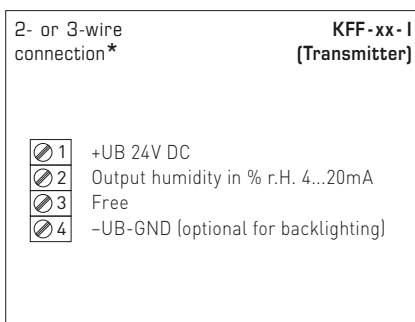 2- or 3-wire
connection*
KFF-xx-I
(Transmitter)
1 +UB 24V DC
2 Output humidity in % r.H. 4...20mA
3 Free
4 –UB-GND (optional for backlighting)